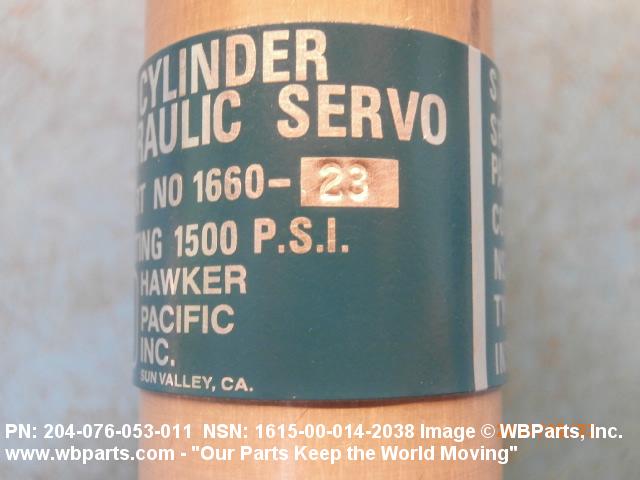 CYLINDER
RAULIC SERVO
T NO 1660-23
TING 1500 P.S.I.
HAWKER
PACIFIC
INC.
SUN VALLEY, CA.
PN: 204-076-053-011 NSN: 1615-00-014-2038 Image © WBParts, Inc.
www.wbparts.com - "Our Parts Keep the World Moving"